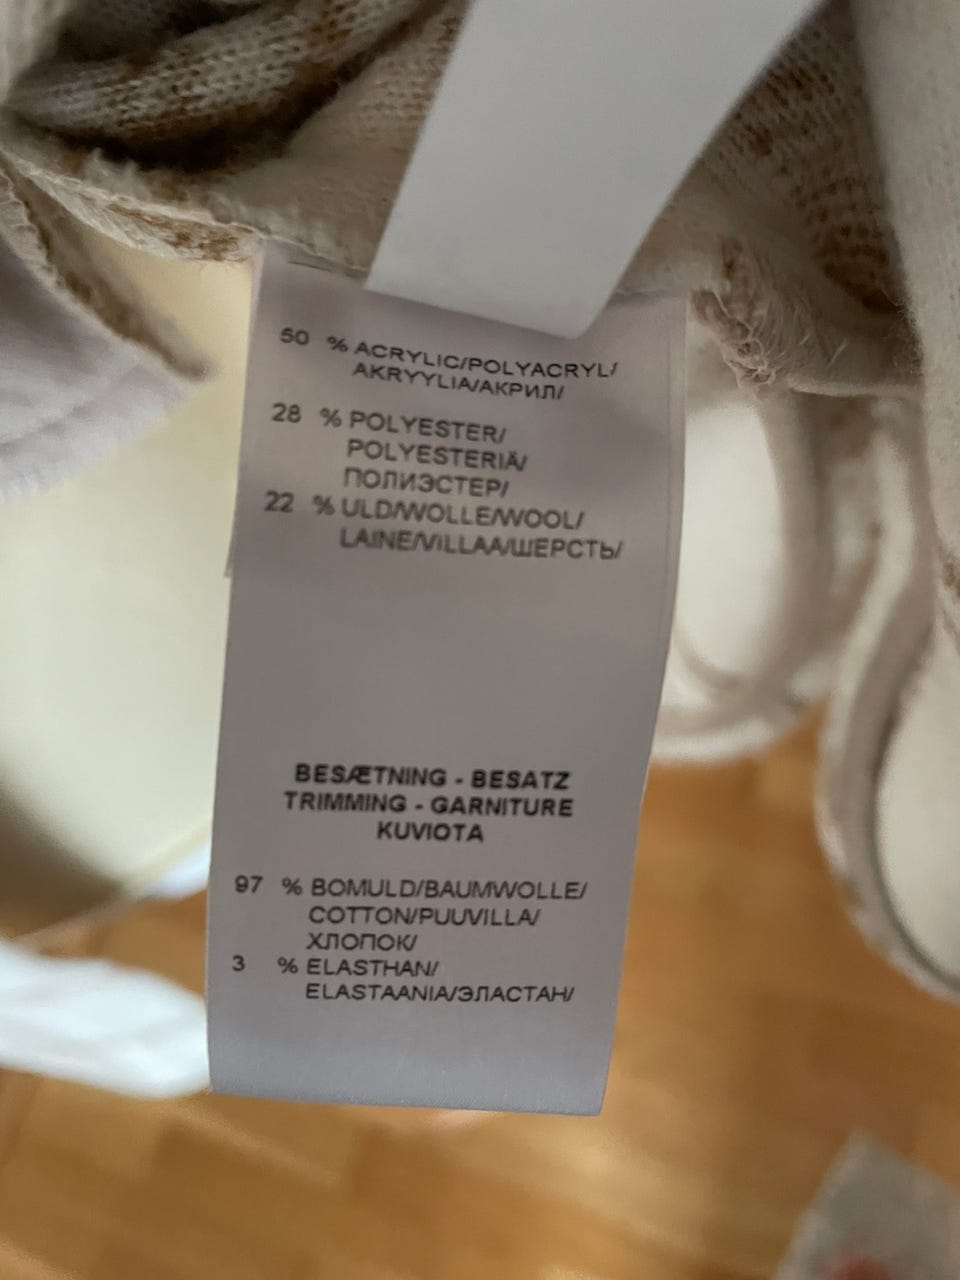 50 % ACRYLIC/POLYACRYL/
AKRYYLIA/АКРИЛ/
28 % POLYESTER/
POLYESTERIÄ/
ПОЛИЭСТЕР/
22 % ULD/WOLLE/WOOL/
LAINE/VILLAA/ШЕРСТЬ/
BESÆTNING - BESATZ
TRIMMING - GARNITURE
KUVIOTA
97 % BOMULD/BAUMWOLLE/
COTTON/PUUVILLA/
ХЛОПОК/
3 % ELASTHAN/
ELASTAANIA/ЭЛАСТАН/